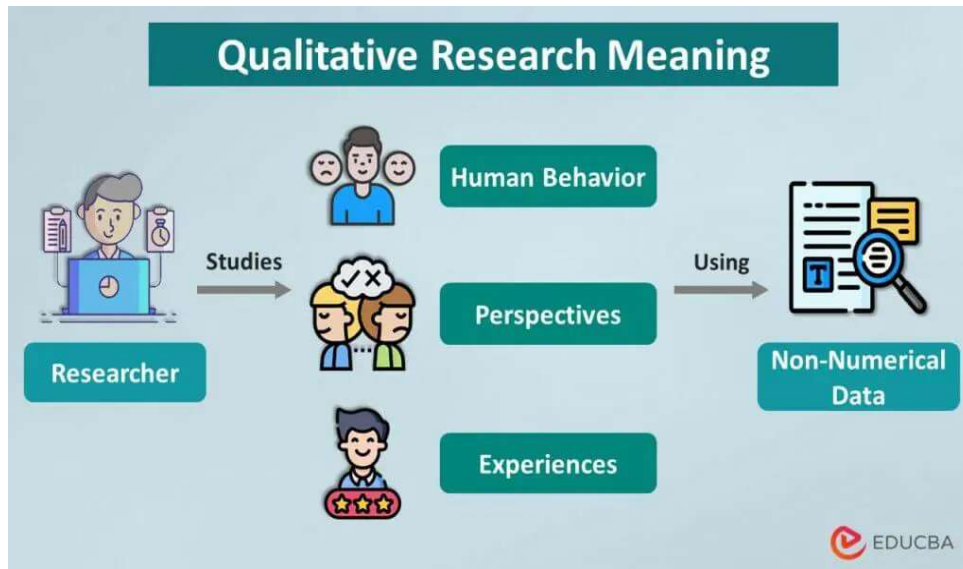 Qualitative Research Meaning
Researcher
Studies
Human Behavior
Perspectives
Experiences
Using
T
Non-Numerical
Data
EDUCBA